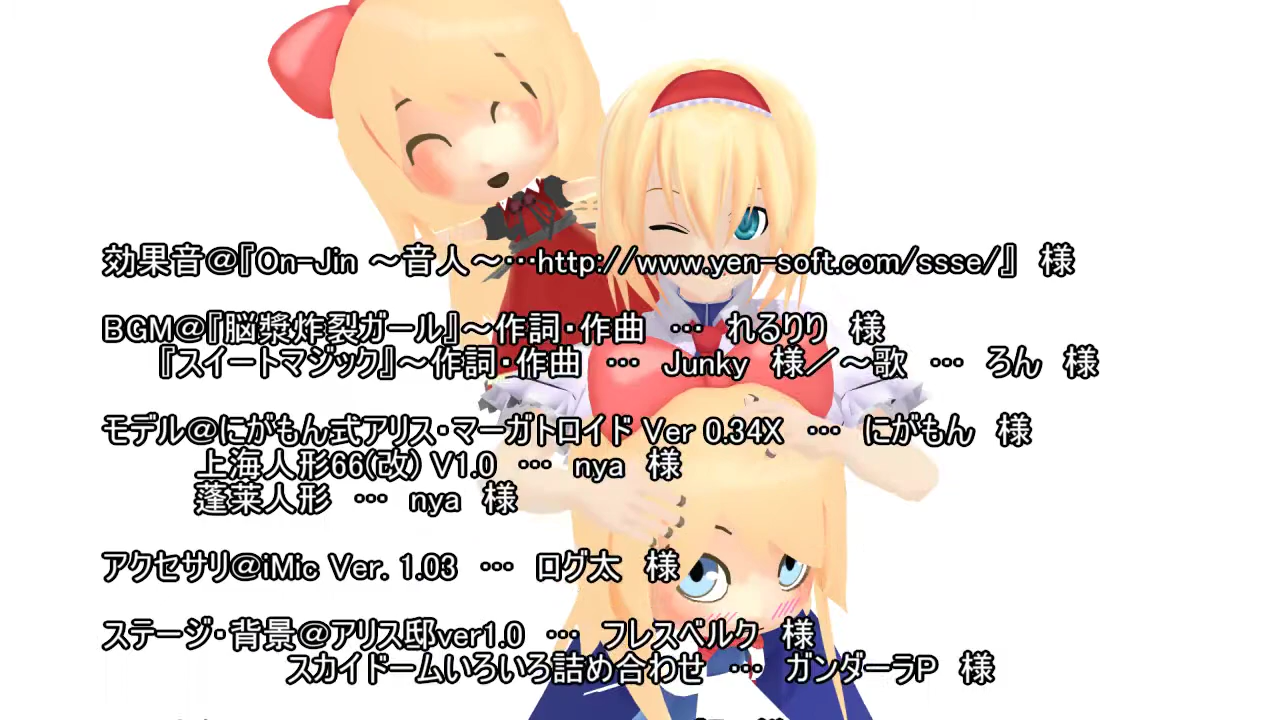 効果音@『On-Jin ～音人～…http://www.yen-soft.com/ssse/』 様
BGM@『脳漿炸裂ガール』～作詞・作曲 … れるりり 様
『スイートマジック』～作詞・作曲 … Junky 様／～歌 … ろん 様
モデル@にがもん式アリス・マーガトロイド Ver 0.34X … にがもん 様
上海人形66(改) V1.0 … nya 様
蓬莱人形 … nya 様
アクセサリ@iMic Ver. 1.03 … ログ太 様
ステージ・背景@アリス邸ver1.0 … フレスベルク 様
スカイドームいろいろ詰め合わせ … ガンダーラP 様